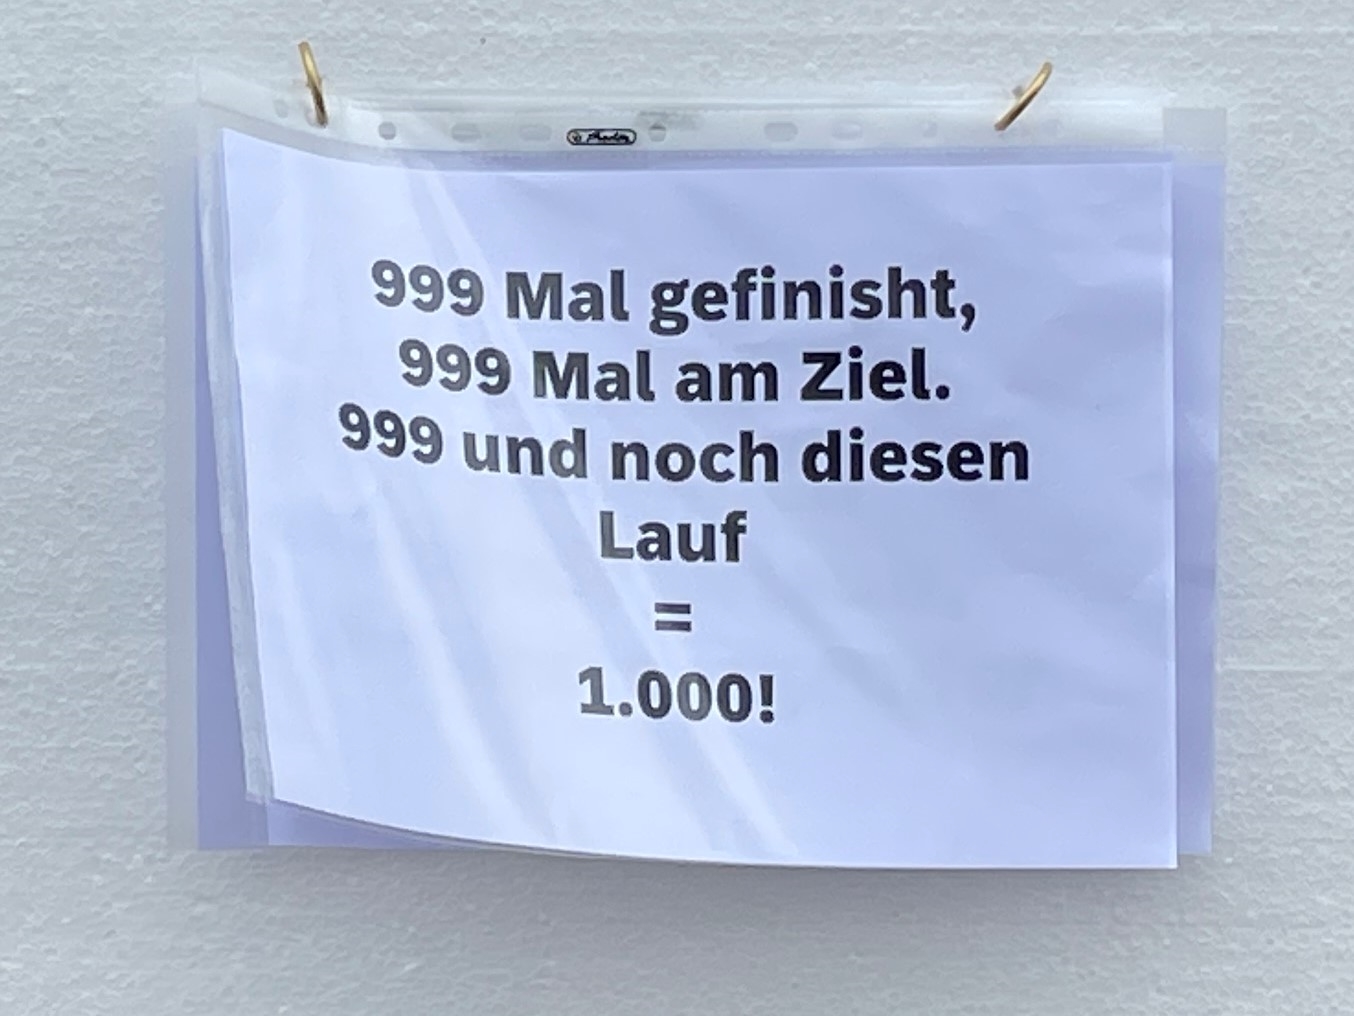 999 Mal gefinisht,
999 Mal am Ziel.
999 und noch diesen
Lauf
=
1.000!